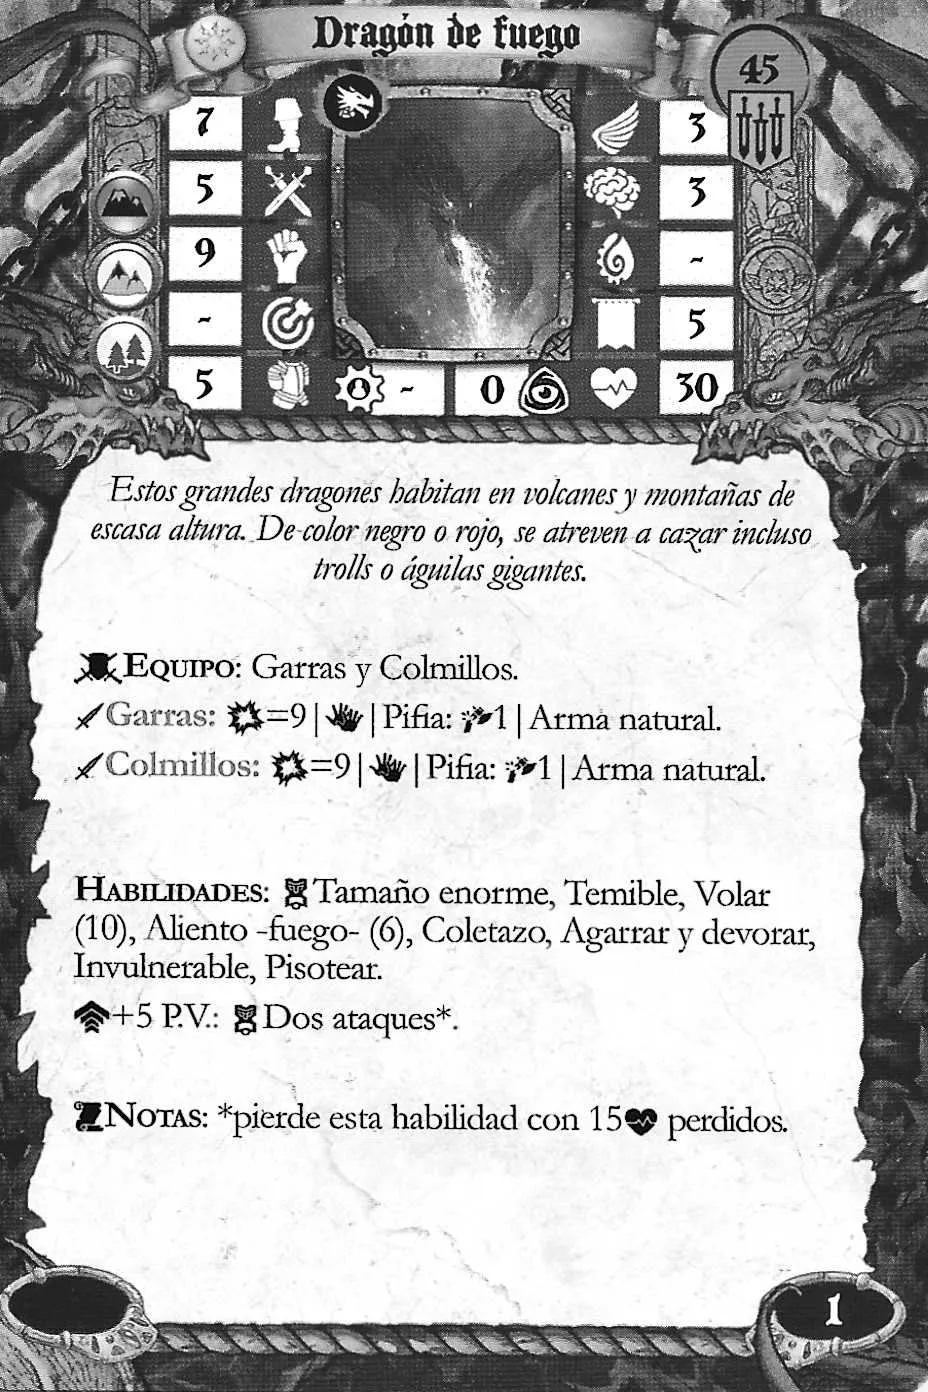 Dragón de fuego
45
7
3
5
3
9
-
-
5
5
-
0
30
Estos grandes dragones habitan en volcanes y montañas de
escasa altura. De color negro o rojo, se atreven a cazar incluso
trolls o águilas gigantes.
EQUIPO: Garras y Colmillos.
Garras: =9 | | Pifia: 1 | Arma natural.
Colmillos: =9 | | Pifia: 1 | Arma natural.
HABILIDADES: Tamaño enorme, Temible, Volar
(10), Aliento -fuego- (6), Coletazo, Agarrar y devorar,
Invulnerable, Pisotear.
+5 P.V.: Dos ataques*.
NOTAS: *pierde esta habilidad con 15 perdidos.
1